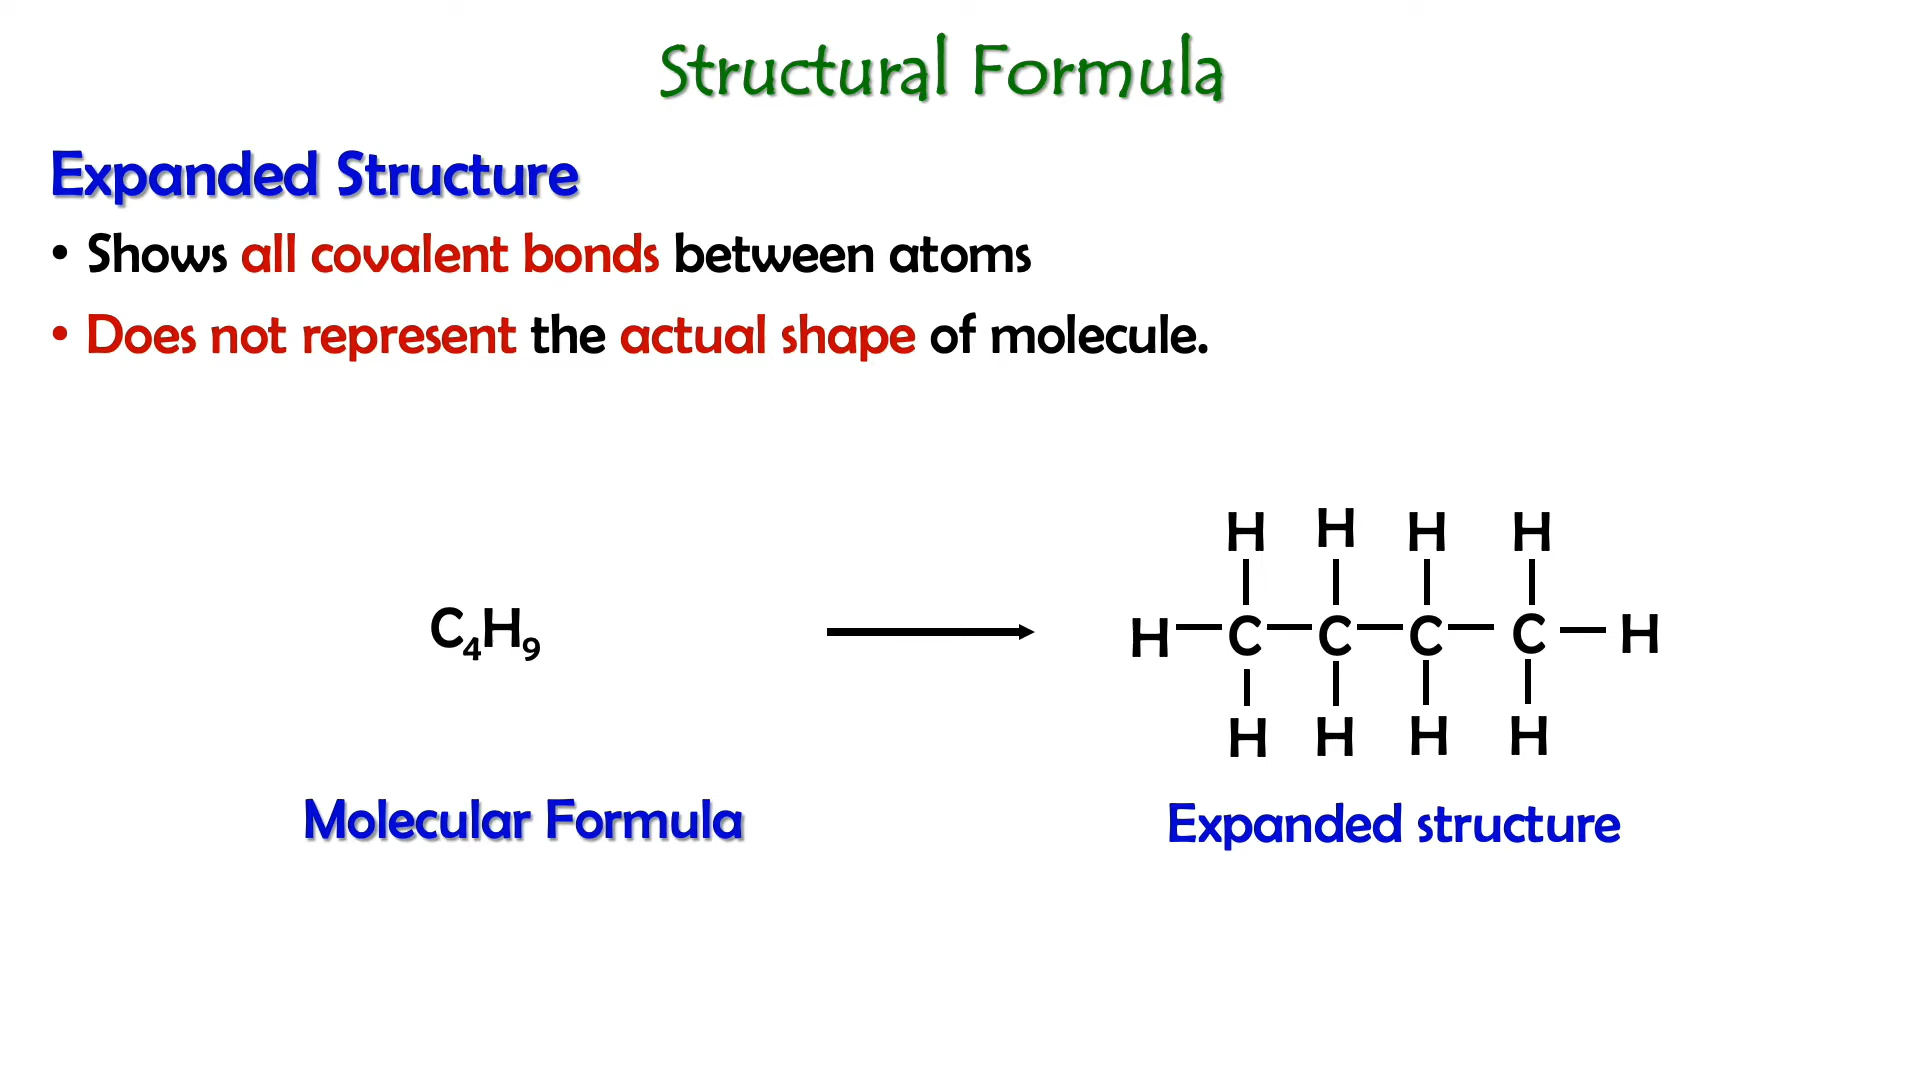 Structural Formula
Expanded Structure
• Shows all covalent bonds between atoms
• Does not represent the actual shape of molecule.
H H H H
C₄H₉
H C C C C H
H H H H
Molecular Formula
Expanded structure